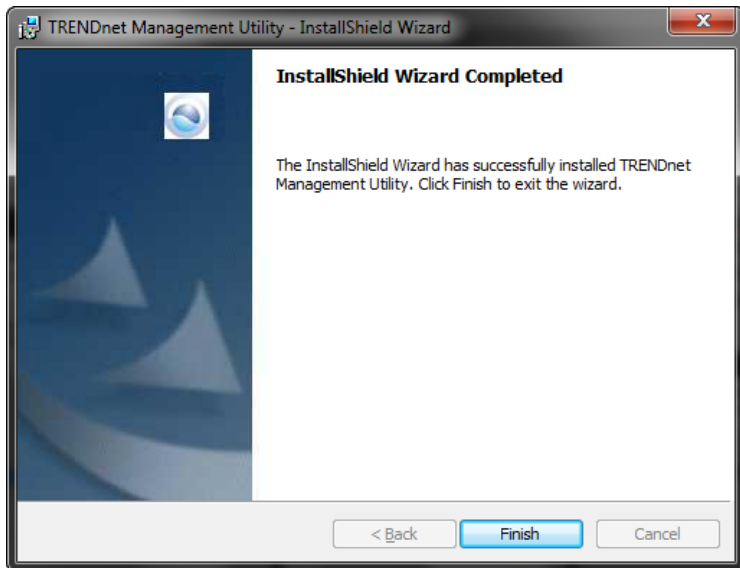 TRENDnet Management Utility - InstallShield Wizard
InstallShield Wizard Completed
The InstallShield Wizard has successfully installed TRENDnet
Management Utility. Click Finish to exit the wizard.
< Back
Finish
Cancel